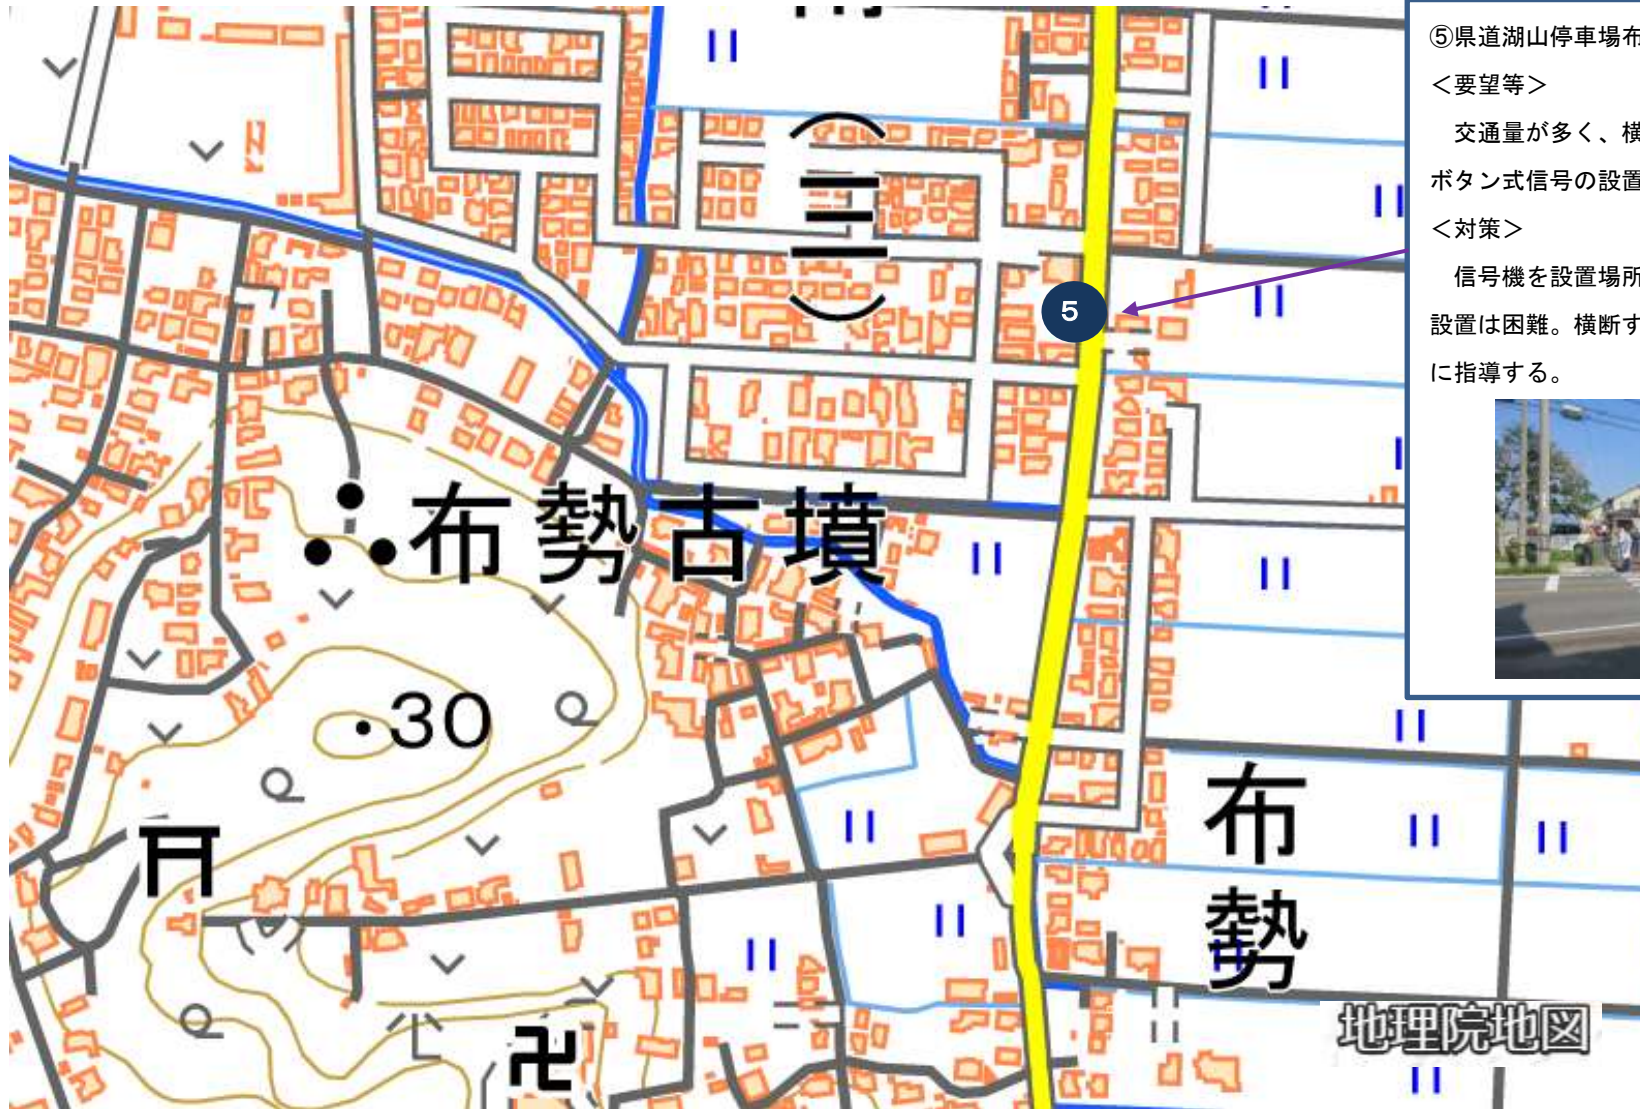 ⑤県道湖山停車場布
＜要望等＞
交通量が多く、横
ボタン式信号の設置
＜対策＞
信号機を設置場所
設置は困難。横断す
に指導する。
（三）
5
布勢古墳
30
布勢
地理院地図